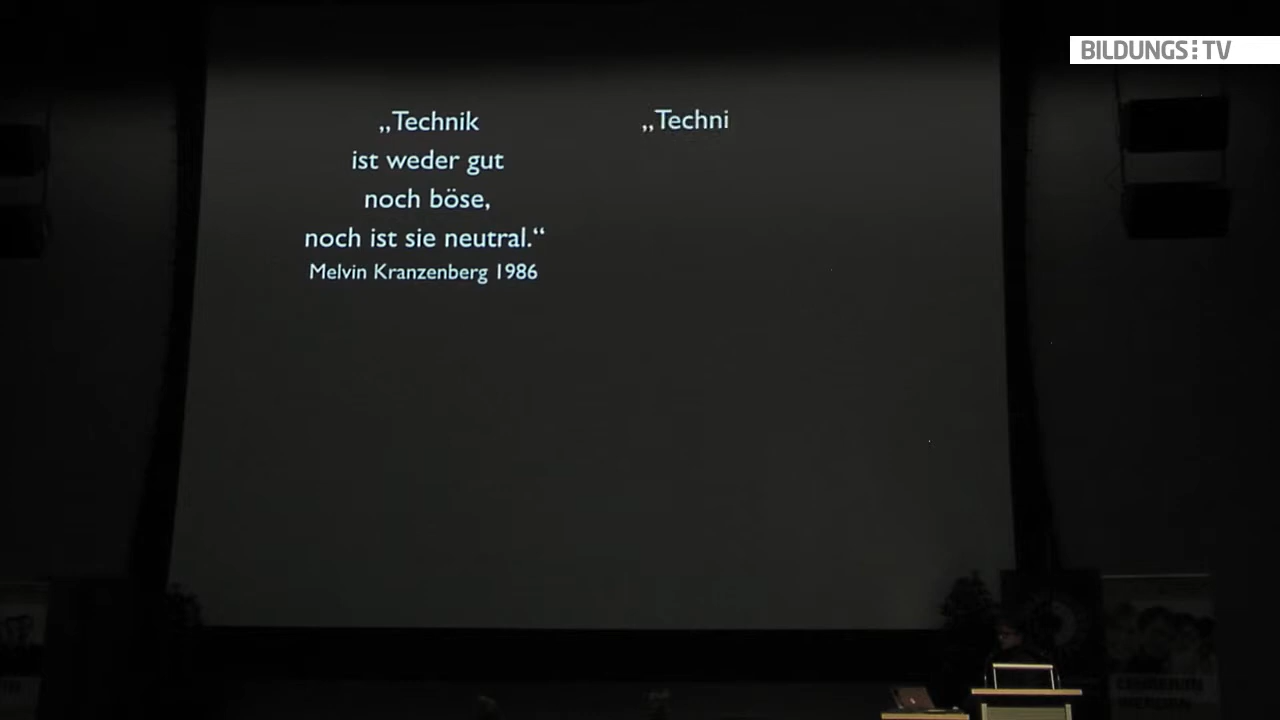 BILDUNGS:TV
„Technik
ist weder gut
noch böse,
noch ist sie neutral.“
Melvin Kranzenberg 1986
„Techni